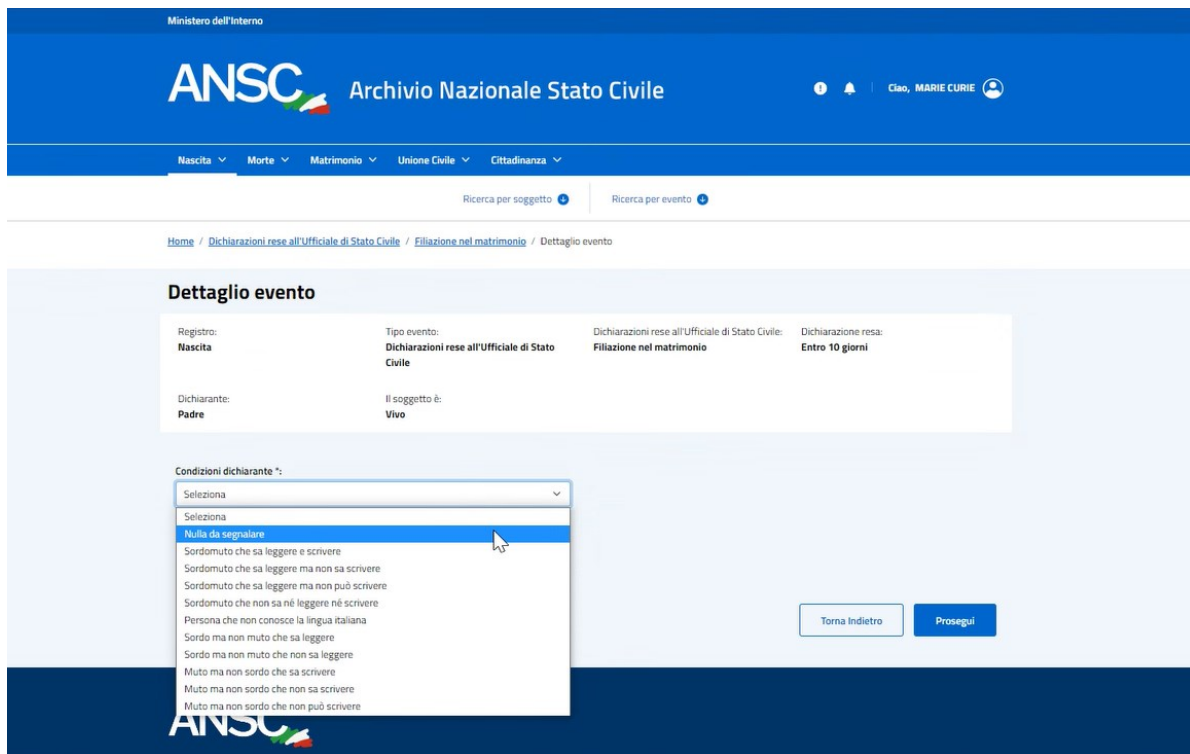 Ministero dell'Interno
ANSC Archivio Nazionale Stato Civile
Ciao, MARIE CURIE
Nascita Morte Matrimonio Unione Civile Cittadinanza
Ricerca per soggetto Ricerca per evento
Home / Dichiarazioni rese all'Ufficiale di Stato Civile / Filiazione nel matrimonio / Dettaglio evento
Dettaglio evento
Registro:
Nascita
Tipo evento:
Dichiarazioni rese all'Ufficiale di Stato
Civile
Dichiarazioni rese all'Ufficiale di Stato Civile:
Filiazione nel matrimonio
Dichiarazione resa:
Entro 10 giorni
Dichiarante:
Padre
Il soggetto è:
Vivo
Condizioni dichiarante *:
Seleziona
Seleziona
Nulla da segnalare
Sordomuto che sa leggere e scrivere
Sordomuto che sa leggere ma non sa scrivere
Sordomuto che sa leggere ma non può scrivere
Sordomuto che non sa né leggere né scrivere
Persona che non conosce la lingua italiana
Sordo ma non muto che sa leggere
Sordo ma non muto che non sa leggere
Muto ma non sordo che sa scrivere
Muto ma non sordo che non sa scrivere
Muto ma non sordo che non può scrivere
Torna Indietro Prosegui
ANSC